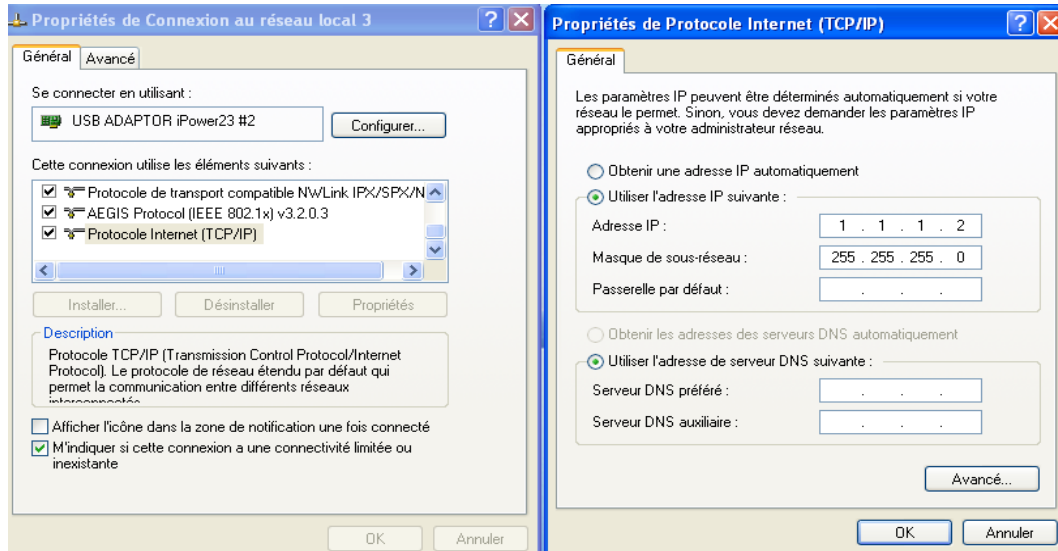 Propriétés de Connexion au réseau local 3
Général
Avancé
Se connecter en utilisant :
USB ADAPTOR iPower23 #2
Configurer...
Cette connexion utilise les éléments suivants :
Protocole de transport compatible NWLink IPX/SPX/N
AEGIS Protocol (IEEE 802.1x) v3.2.0.3
Protocole Internet (TCP/IP)
Installer...
Désinstaller
Propriétés
Description
Protocole TCP/IP (Transmission Control Protocol/Internet
Protocol). Le protocole de réseau étendu par défaut qui
permet la communication entre différents réseaux
interconnectés.
Afficher l'icône dans la zone de notification une fois connecté
M'indiquer si cette connexion a une connectivité limitée ou
inexistante
OK
Annuler
Propriétés de Protocole Internet (TCP/IP)
Général
Les paramètres IP peuvent être déterminés automatiquement si votre
réseau le permet. Sinon, vous devez demander les paramètres IP
appropriés à votre administrateur réseau.
Obtenir une adresse IP automatiquement
Utiliser l'adresse IP suivante :
Adresse IP :
1 . 1 . 1 . 2
Masque de sous-réseau :
255 . 255 . 255 . 0
Passerelle par défaut :
. . .
Obtenir les adresses des serveurs DNS automatiquement
Utiliser l'adresse de serveur DNS suivante :
Serveur DNS préféré :
. . .
Serveur DNS auxiliaire :
. . .
Avancé...
OK
Annuler